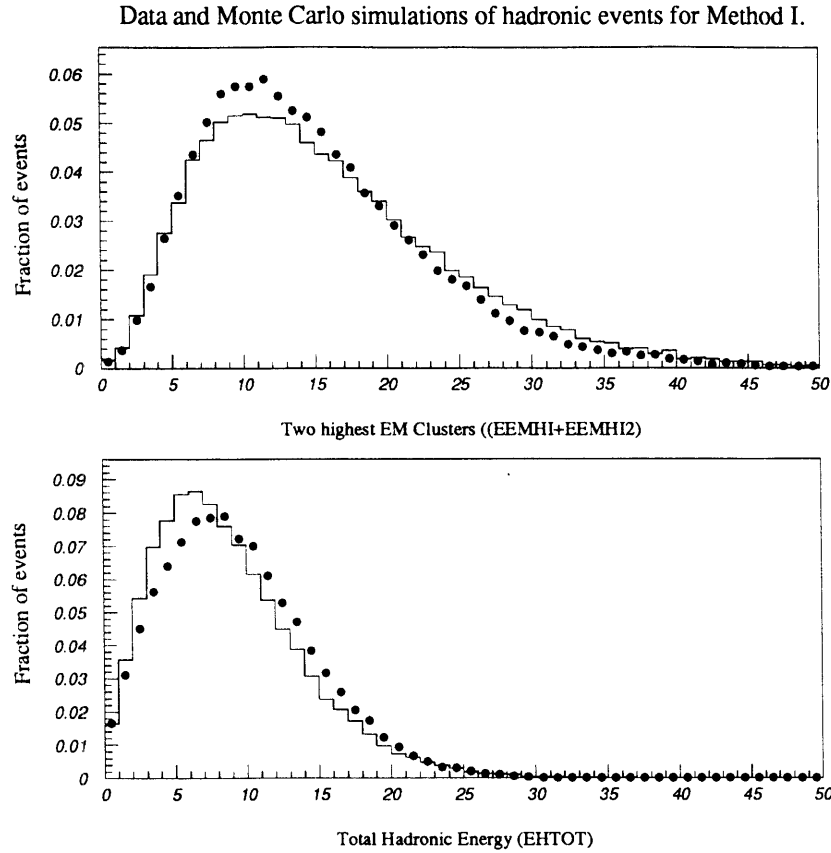 Data and Monte Carlo simulations of hadronic events for Method I.
Fraction of events
0.06
0.05
0.04
0.03
0.02
0.01
0
0 5 10 15 20 25 30 35 40 45 50
Two highest EM Clusters ((EEMHI+EEMHI2)
Fraction of events
0.09
0.08
0.07
0.06
0.05
0.04
0.03
0.02
0.01
0
0 5 10 15 20 25 30 35 40 45 50
Total Hadronic Energy (EHTOT)